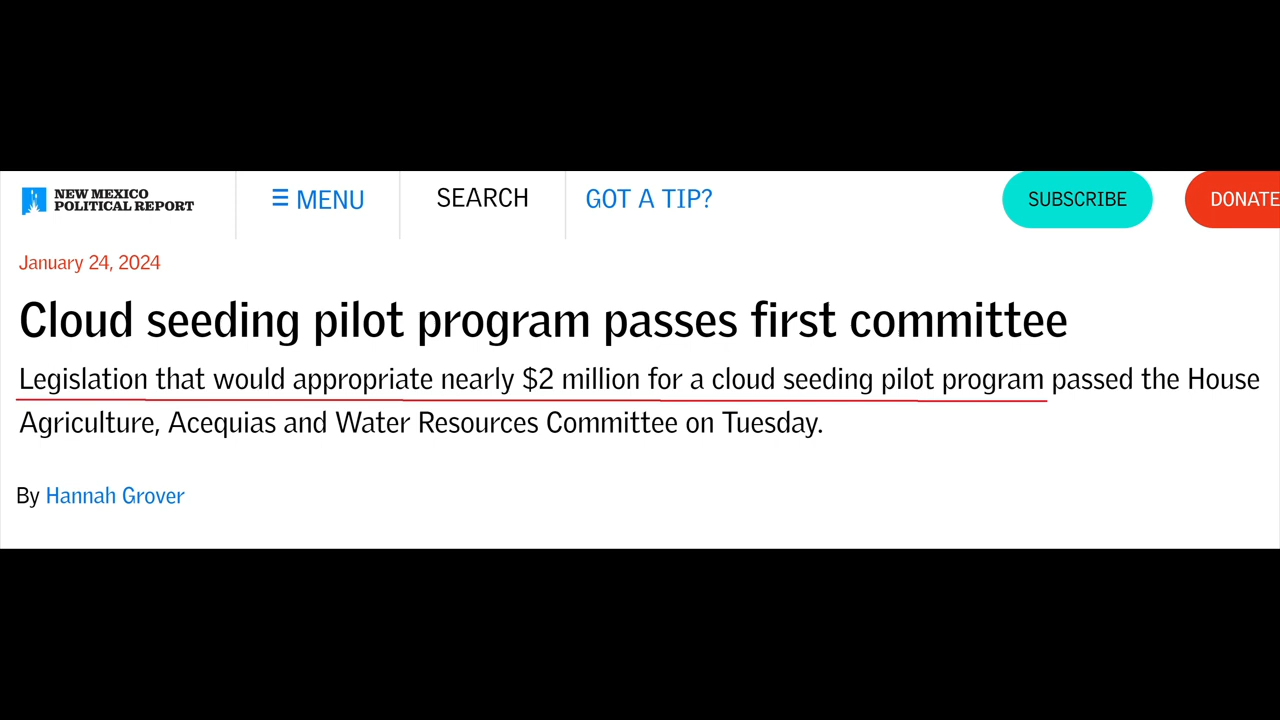 NEW MEXICO
POLITICAL REPORT
MENU
SEARCH
GOT A TIP?
SUBSCRIBE
DONATE
January 24, 2024
Cloud seeding pilot program passes first committee
Legislation that would appropriate nearly $2 million for a cloud seeding pilot program passed the House
Agriculture, Acequias and Water Resources Committee on Tuesday.
By Hannah Grover